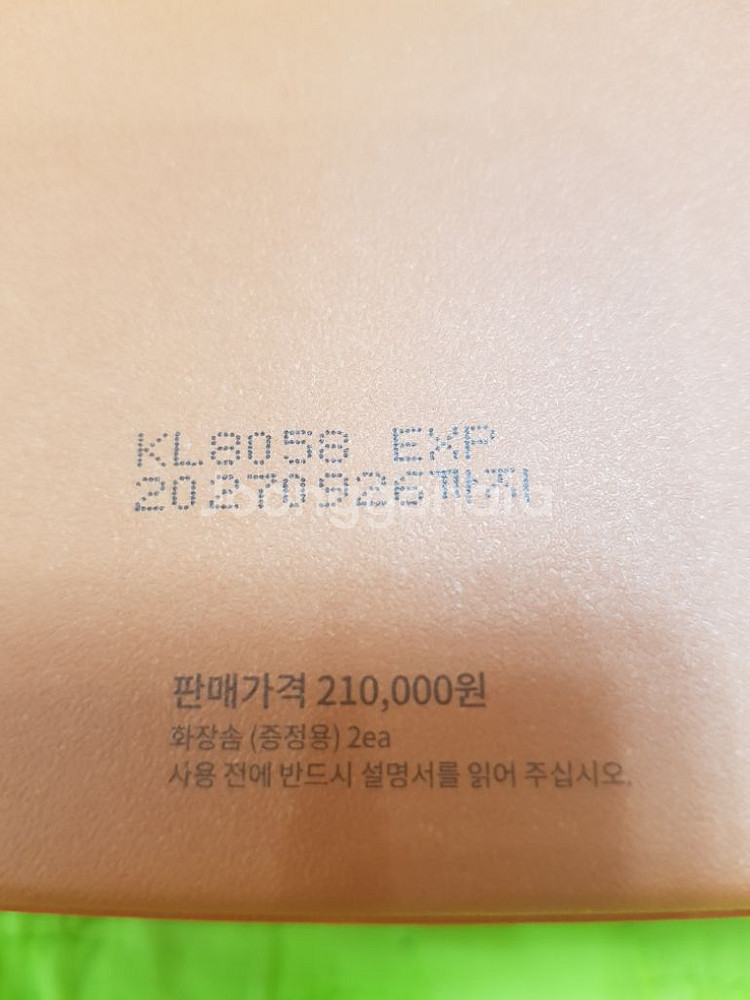 KL8058 EXP
20270926까지
판매가격 210,000원
화장솜 (증정용) 2ea
사용 전에 반드시 설명서를 읽어 주십시오.